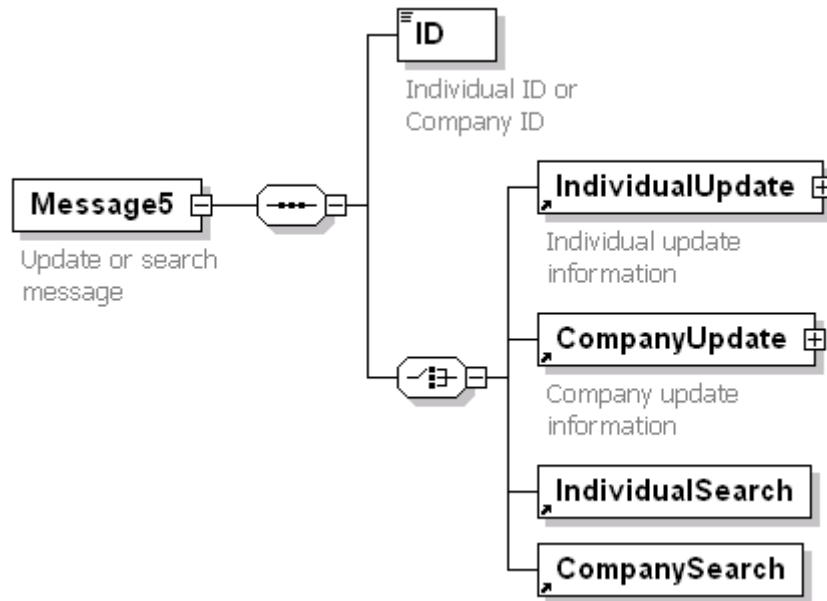 ID
Individual ID or
Company ID
Message5
Update or search
message
IndividualUpdate
Individual update
information
CompanyUpdate
Company update
information
IndividualSearch
CompanySearch